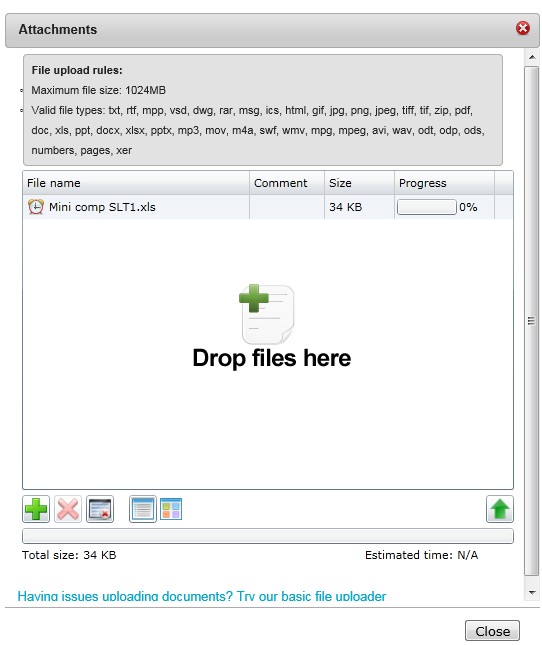 Attachments
File upload rules:
Maximum file size: 1024MB
Valid file types: txt, rtf, mpp, vsd, dwg, rar, msg, ics, html, gif, jpg, png, jpeg, tiff, tif, zip, pdf,
doc, xls, ppt, docx, xlsx, pptx, mp3, mov, m4a, swf, wmv, mpg, mpeg, avi, wav, odt, odp, ods,
numbers, pages, xer
File name Comment Size Progress
Mini comp SLT1.xls 34 KB 0%
Drop files here
Total size: 34 KB Estimated time: N/A
Having issues uploading documents? Try our basic file uploader
Close